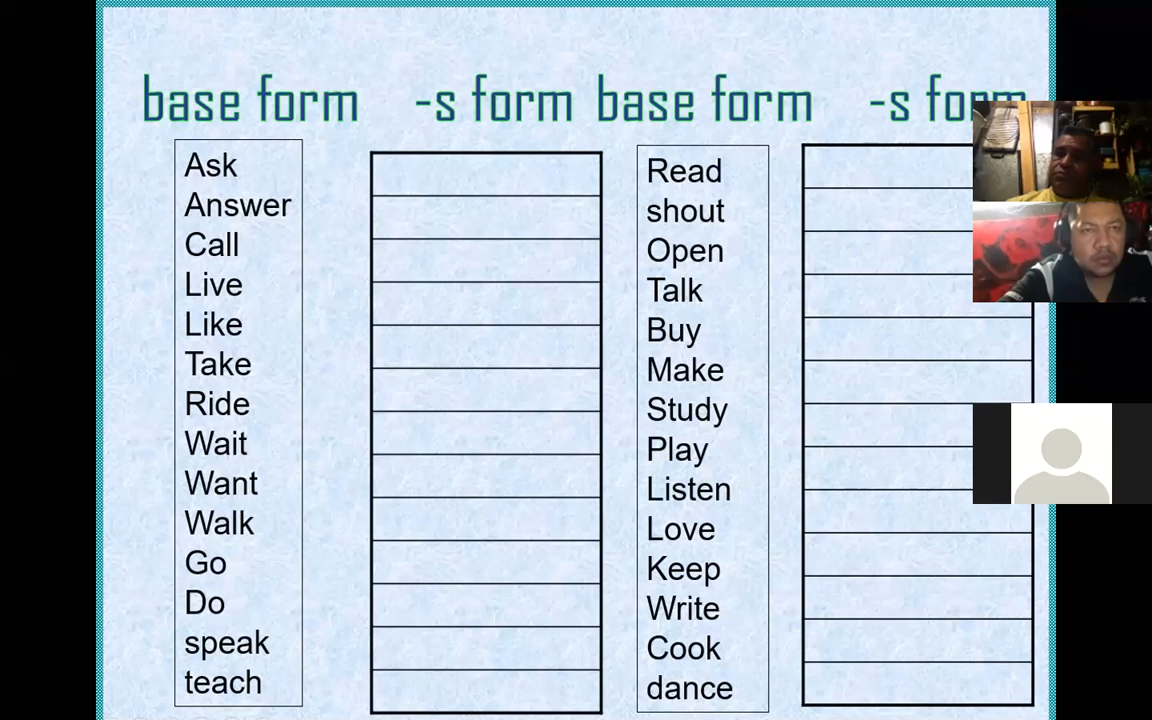 base form -s form base form -s form
Ask
Answer
Call
Live
Like
Take
Ride
Wait
Want
Walk
Go
Do
speak
teach
Read
shout
Open
Talk
Buy
Make
Study
Play
Listen
Love
Keep
Write
Cook
dance